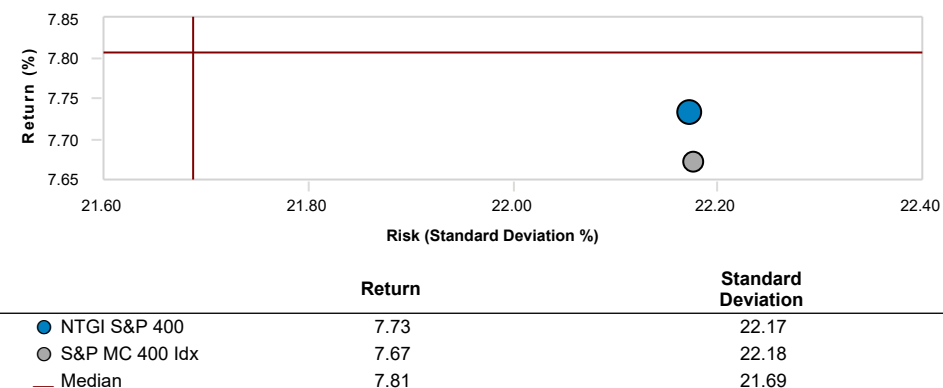 7.85
7.80
7.75
7.70
7.65
Return (%)
21.60 21.80 22.00 22.20 22.40
Risk (Standard Deviation %)
Return Standard Deviation
NTGI S&P 400 7.73 22.17
S&P MC 400 Idx 7.67 22.18
Median 7.81 21.69